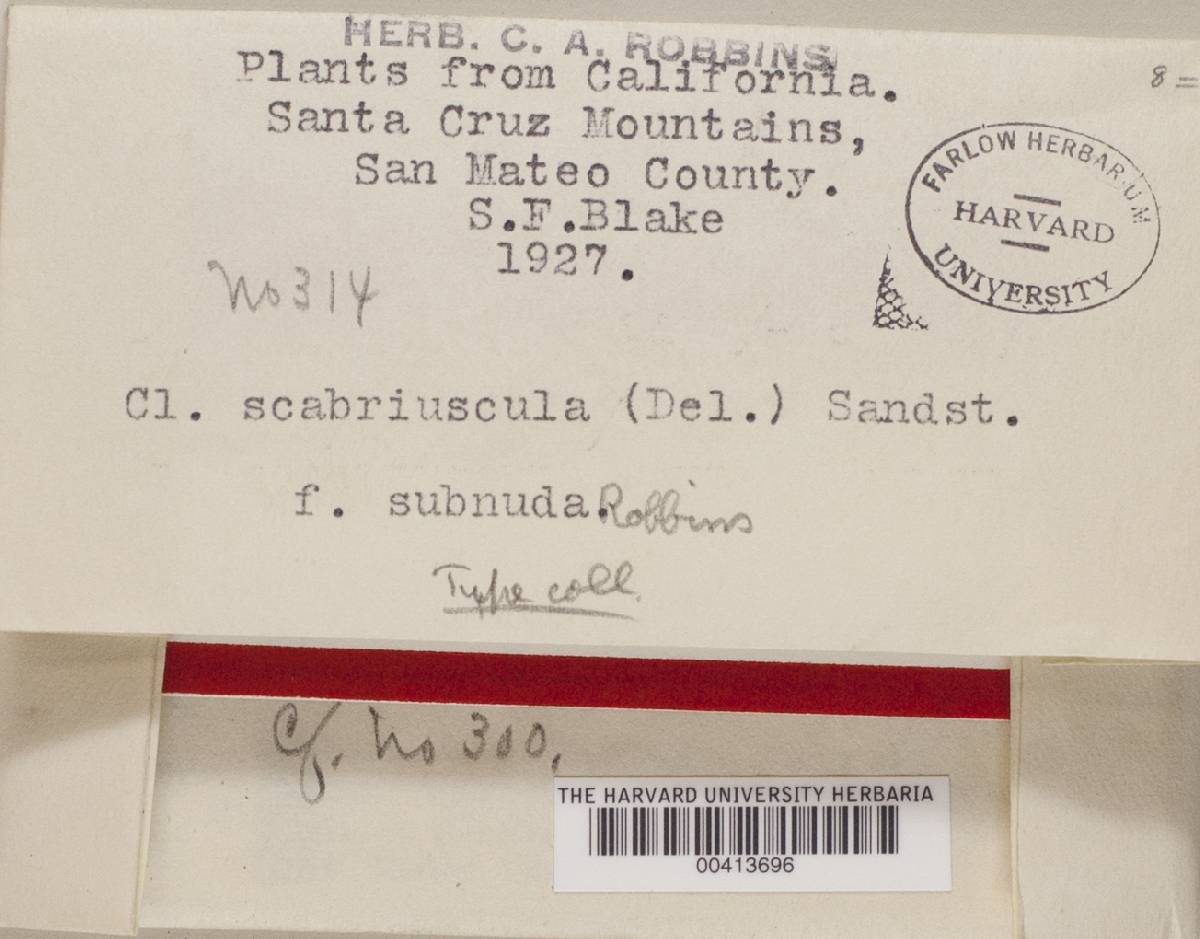 HERB. C. A. ROBBINS
Plants from California.
8=
Santa Cruz Mountains,
San Mateo County.
S.F.Blake
1927.
FARLOW HERBARIUM
HARVARD
UNIVERSITY
No 314
Cl. scabriuscula (Del.) Sandst.
f. subnuda. Robbins
Type coll.
Cf. No 300.
THE HARVARD UNIVERSITY HERBARIA
00413696